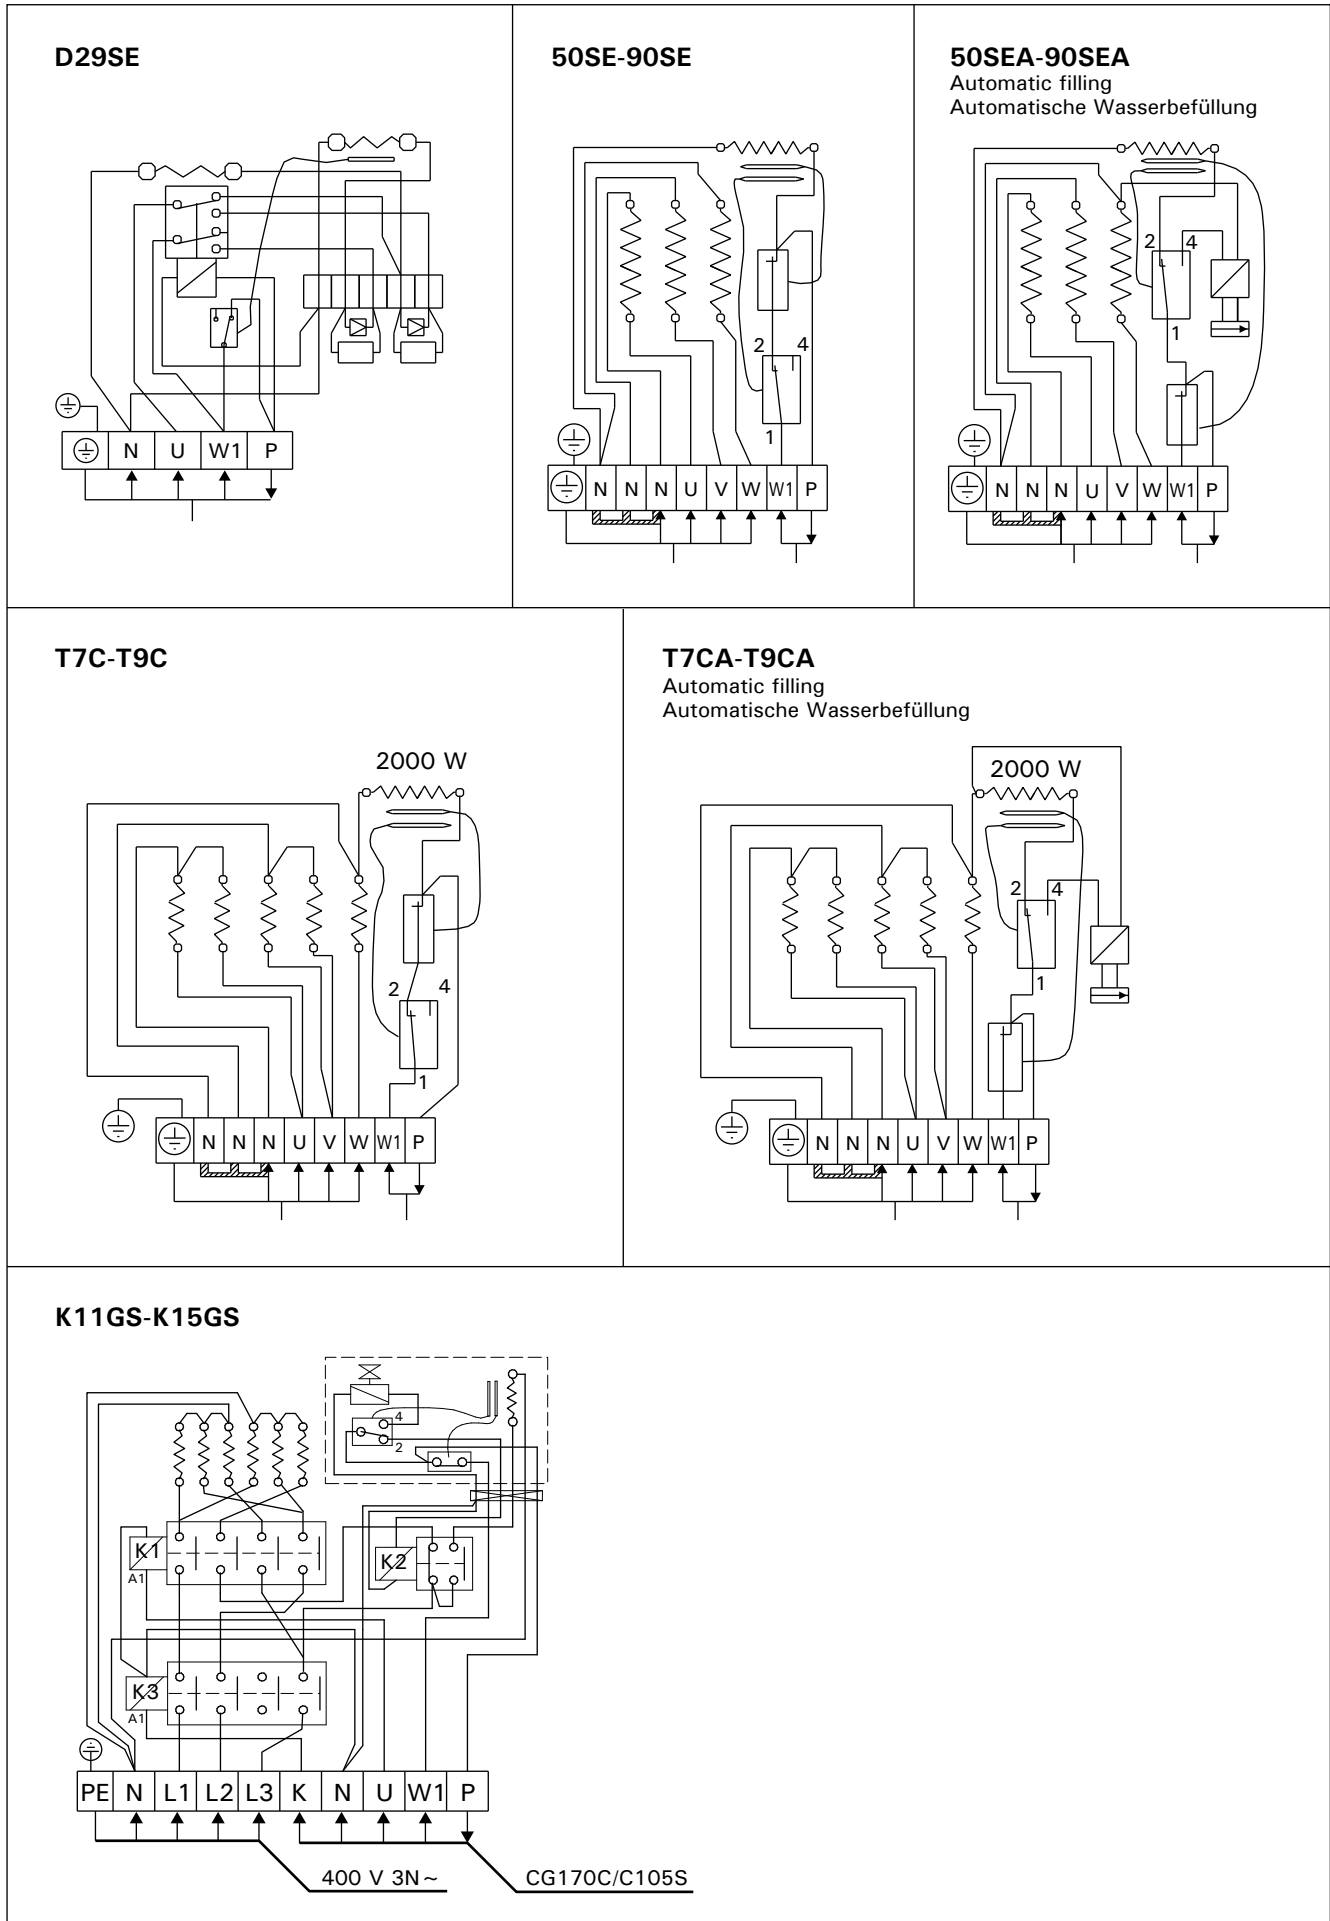 D29SE
N U W1 P
50SE-90SE
2 4
1
N N N U V W W1 P
50SEA-90SEA
Automatic filling
Automatische Wasserbefüllung
2 4
1
N N N U V W W1 P
T7C-T9C
2000 W
2 4
1
N N N U V W W1 P
T7CA-T9CA
Automatic filling
Automatische Wasserbefüllung
2000 W
2 4
1
N N N U V W W1 P
K11GS-K15GS
4
2
K1
A1
K2
K3
A1
PE N L1 L2 L3 K N U W1 P
400 V 3N~
CG170C/C105S